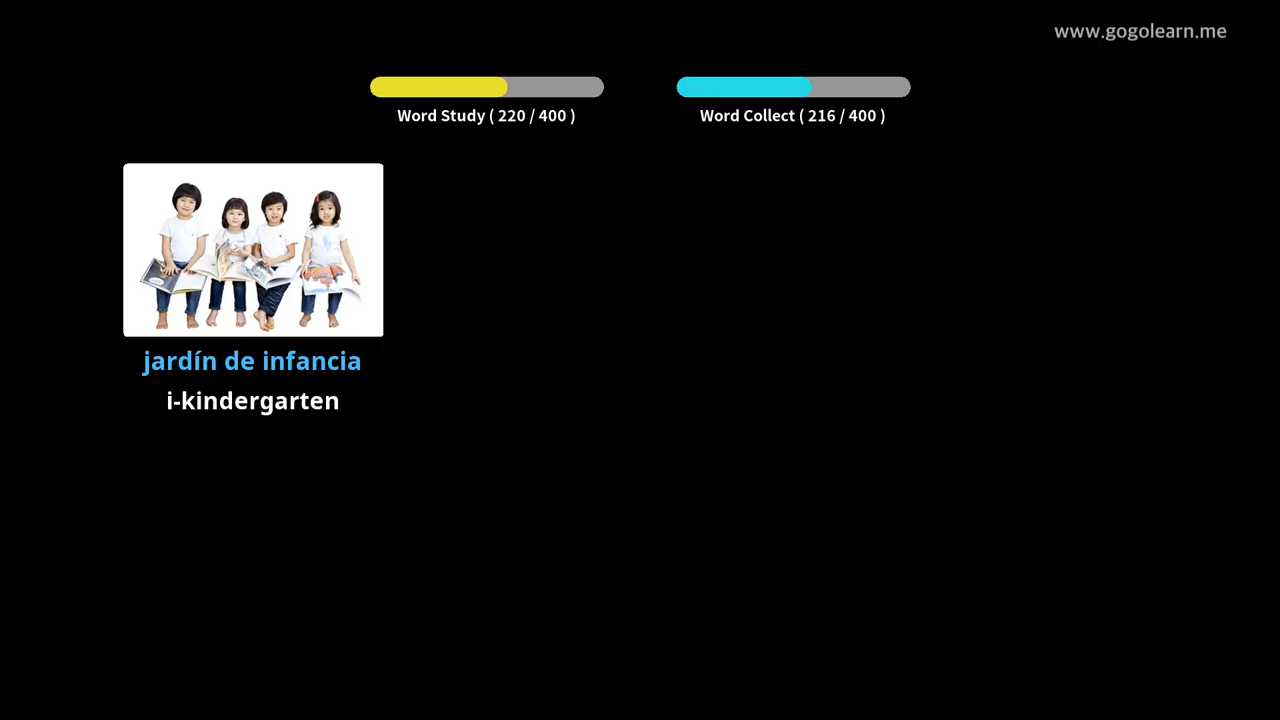 www.gogolearn.me
Word Study ( 220 / 400 )
Word Collect ( 216 / 400 )
jardín de infancia
i-kindergarten